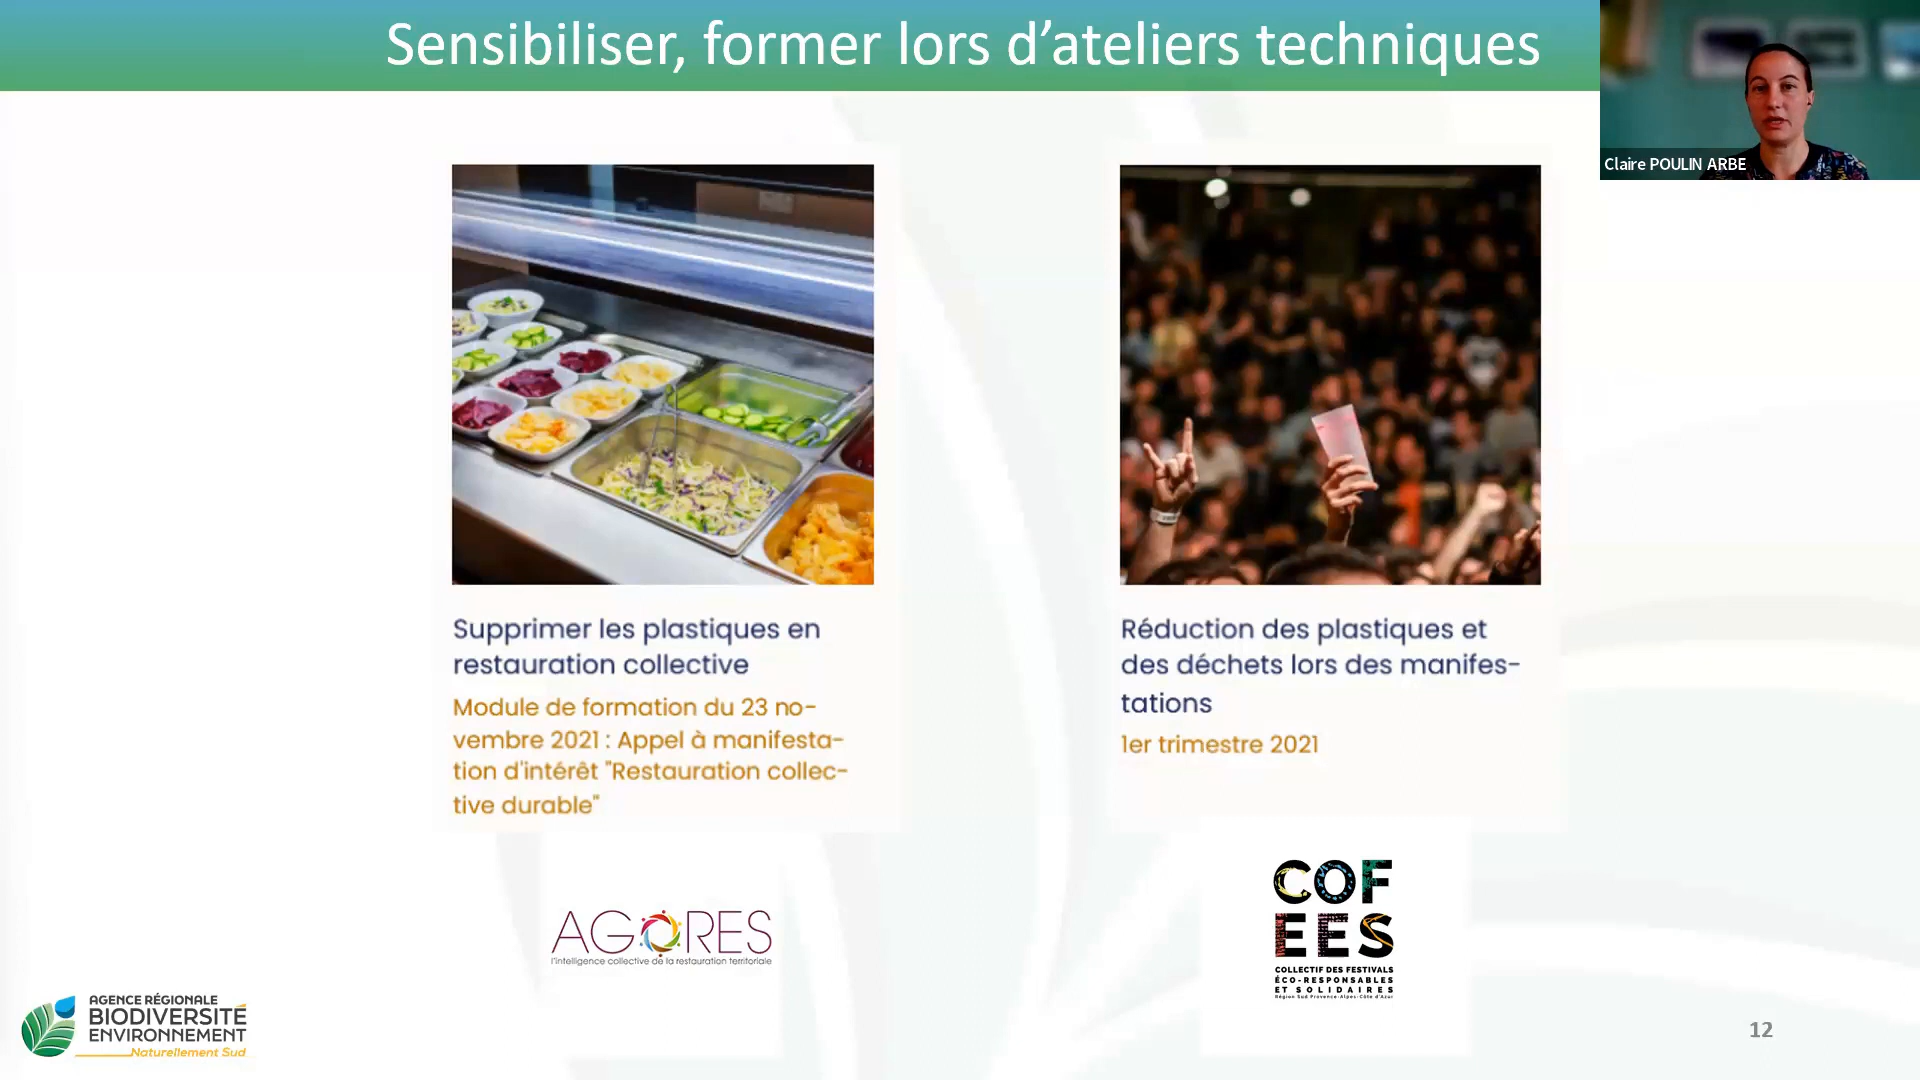 Sensibiliser, former lors d’ateliers techniques
Claire POULIN ARBE
Supprimer les plastiques en
restauration collective
Module de formation du 23 no-
vembre 2021 : Appel à manifesta-
tion d'intérêt "Restauration collec-
tive durable"
Réduction des plastiques et
des déchets lors des manifes-
tations
1er trimestre 2021
AGORES
l'intelligence collective de la restauration territoriale
COF
EES
COLLECTIF DES FESTIVALS
ÉCO-RESPONSABLES
ET SOLIDAIRES
Région Sud Provence-Alpes-Côte d'Azur
AGENCE RÉGIONALE
BIODIVERSITÉ
ENVIRONNEMENT
Naturellement Sud
12